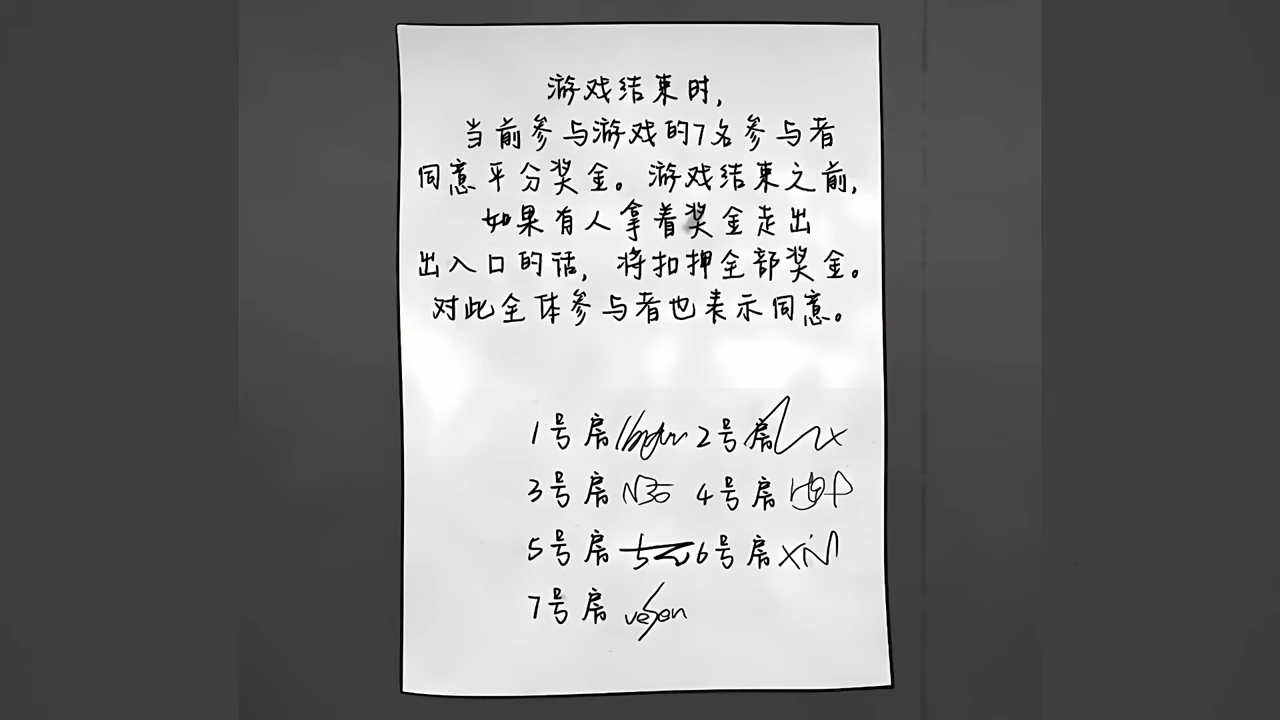 游戏结束时,
当前参与游戏的7名参与者
同意平分奖金。游戏结束之前,
如果有人拿着奖金走出
出入口的话,将扣押全部奖金。
对此全体参与者也表示同意。
1号房 2号房
3号房 4号房
5号房 6号房 XiN
7号房